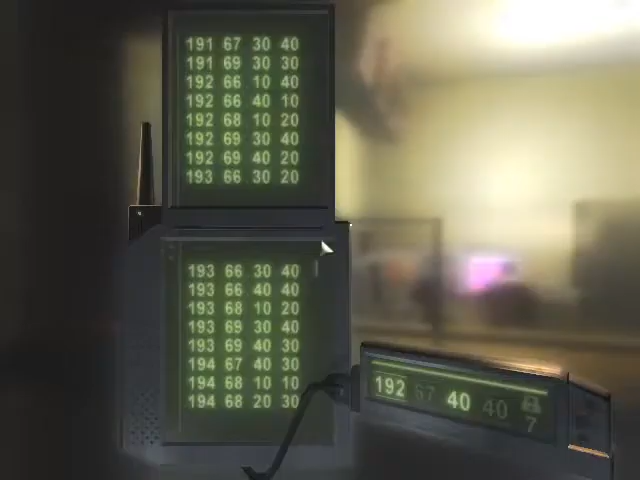 191 67 30 40
191 69 30 30
192 66 10 40
192 66 40 10
192 68 10 20
192 69 30 40
192 69 40 20
193 66 30 20
193 66 30 40
193 66 40 40
193 68 10 20
193 69 30 40
193 69 40 30
194 67 40 30
194 68 10 10
194 68 20 30
192 67 40 40
7